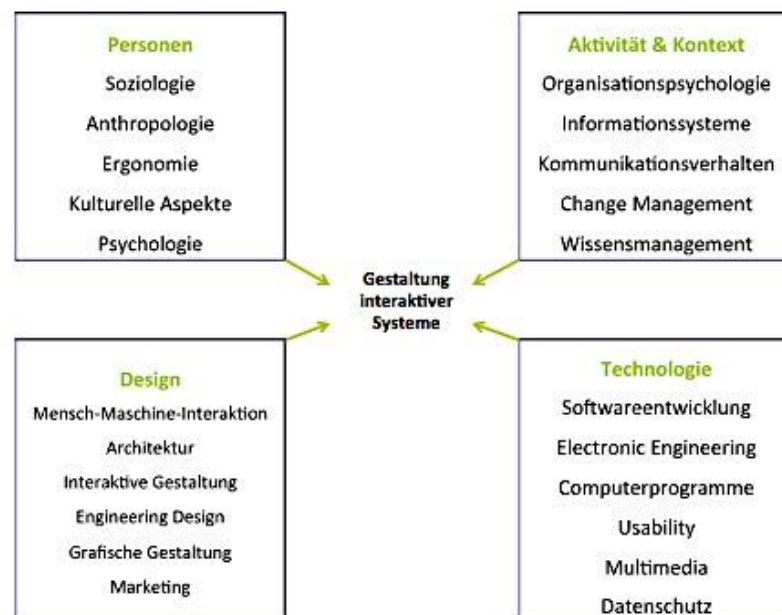 Personen
Soziologie
Anthropologie
Ergonomie
Kulturelle Aspekte
Psychologie
Aktivität & Kontext
Organisationspsychologie
Informationssysteme
Kommunikationsverhalten
Change Management
Wissensmanagement
Gestaltung
interaktiver
Systeme
Design
Mensch-Maschine-Interaktion
Architektur
Interaktive Gestaltung
Engineering Design
Grafische Gestaltung
Marketing
Technologie
Softwareentwicklung
Electronic Engineering
Computerprogramme
Usability
Multimedia
Datenschutz